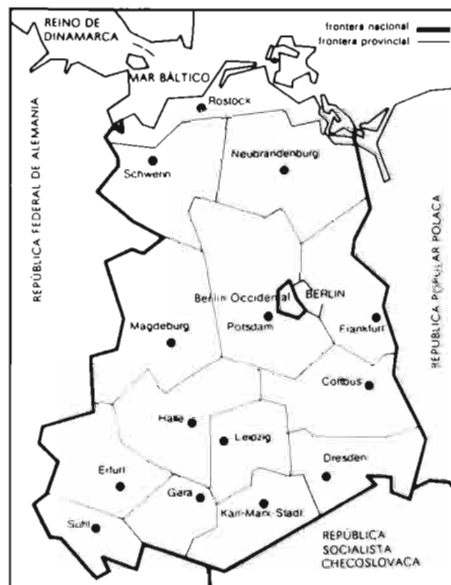 REINO DE
DINAMARCA
frontera nacional
frontera provincial
MAR BÁLTICO
Rostock
Schwerin
Neubrandenburg
REPÚBLICA FEDERAL DE ALEMANIA
REPÚBLICA POPULAR POLACA
Berlin Occidental
BERLIN
Magdeburg
Potsdam
Frankfurt
Cottbus
Halle
Leipzig
Erfurt
Gera
Dresden
Suhl
Karl-Marx-Stadt
REPÚBLICA
SOCIALISTA
CHECOSLOVACA